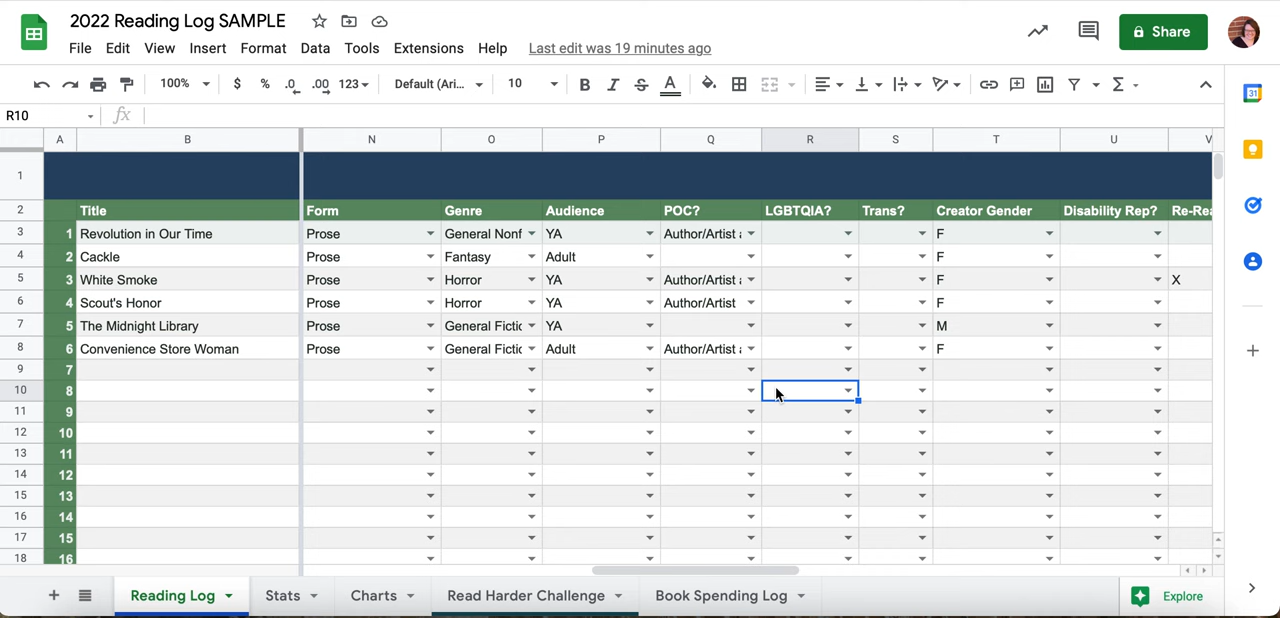 2022 Reading Log SAMPLE
File Edit View Insert Format Data Tools Extensions Help Last edit was 19 minutes ago
Share
100% $ % .0 .00 123 Default (Ari... 10 B I S A
R10 fx
A B N O P Q R S T U V
1
2 Title Form Genre Audience POC? LGBTQIA? Trans? Creator Gender Disability Rep? Re-Rea
3 1 Revolution in Our Time Prose General Nonf YA Author/Artist a F
4 2 Cackle Prose Fantasy Adult F
5 3 White Smoke Prose Horror YA Author/Artist a F X
6 4 Scout's Honor Prose Horror YA Author/Artist F
7 5 The Midnight Library Prose General Fictic YA M
8 6 Convenience Store Woman Prose General Fictic Adult Author/Artist a F
9 7
10 8
11 9
12 10
13 11
14 12
15 13
16 14
17 15
18 16
Reading Log Stats Charts Read Harder Challenge Book Spending Log Explore
31